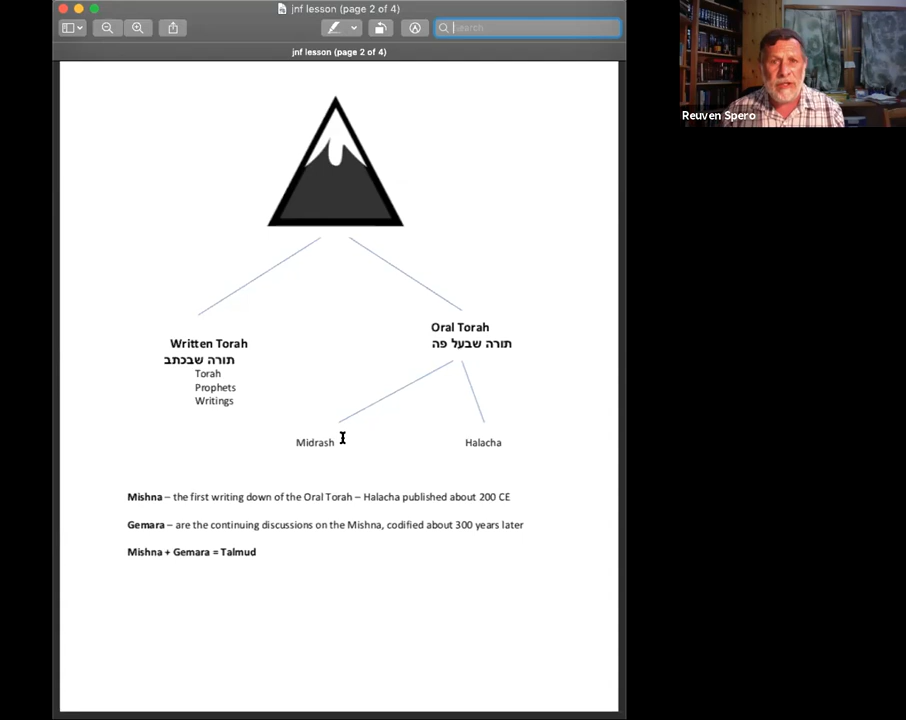 jnf lesson (page 2 of 4)
Search
jnf lesson (page 2 of 4)
Reuven Spero
Written Torah
תורה שבכתב
Torah
Prophets
Writings
Oral Torah
תורה שבעל פה
Midrash
Halacha
Mishna – the first writing down of the Oral Torah – Halacha published about 200 CE
Gemara – are the continuing discussions on the Mishna, codified about 300 years later
Mishna + Gemara = Talmud